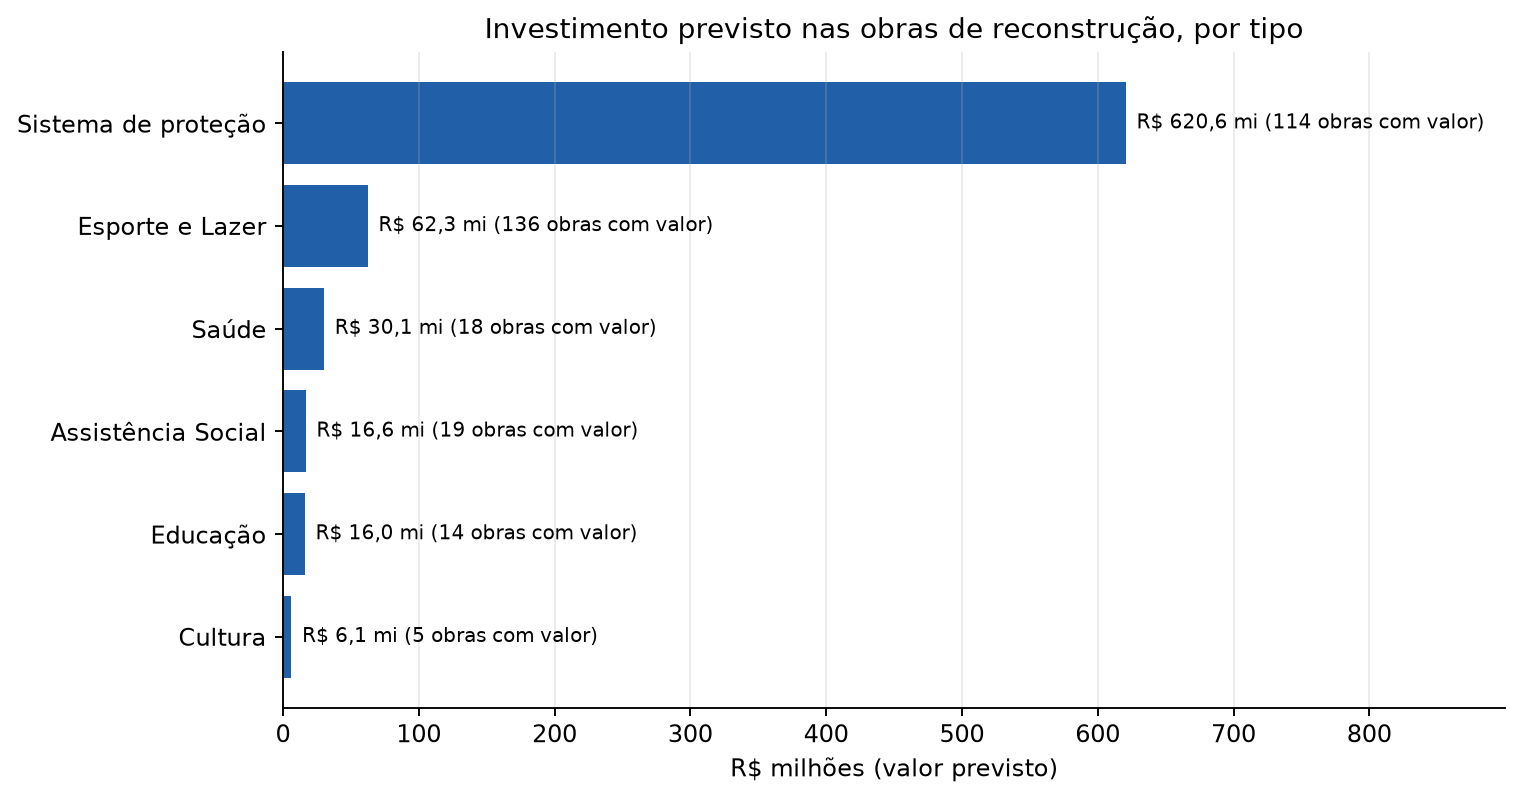 Investimento previsto nas obras de reconstrução, por tipo
Sistema de proteção
R$ 620,6 mi (114 obras com valor)
Esporte e Lazer
R$ 62,3 mi (136 obras com valor)
Saúde
R$ 30,1 mi (18 obras com valor)
Assistência Social
R$ 16,6 mi (19 obras com valor)
Educação
R$ 16,0 mi (14 obras com valor)
Cultura
R$ 6,1 mi (5 obras com valor)
0 100 200 300 400 500 600 700 800
R$ milhões (valor previsto)